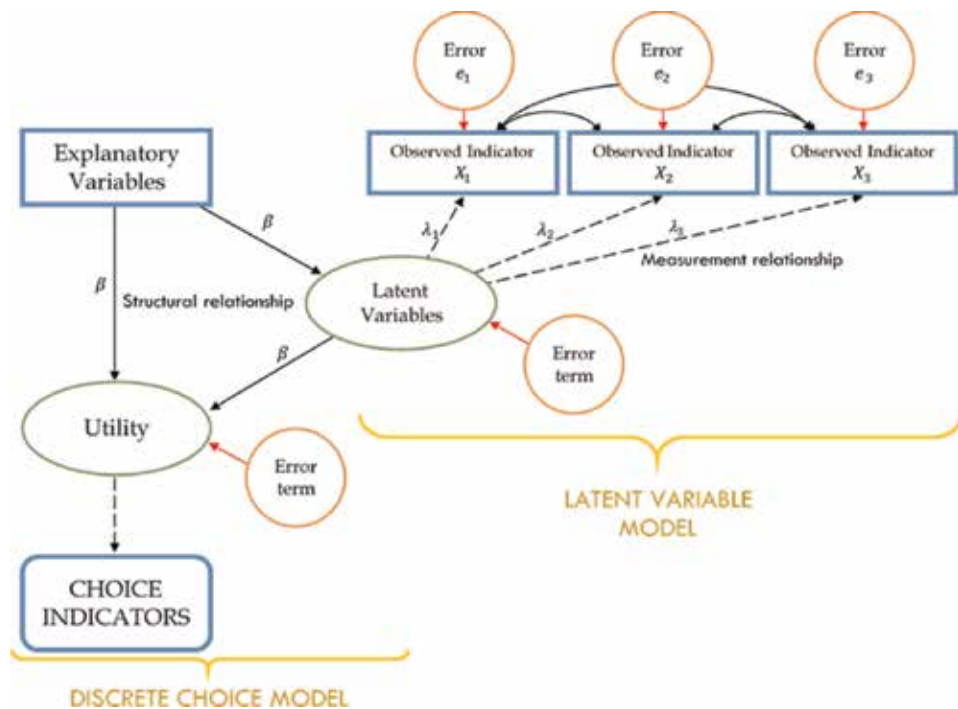 Error
e₁
Error
e₂
Error
e₃
Explanatory
Variables
Observed Indicator
X₁
Observed Indicator
X₂
Observed Indicator
X₃
β
λ₁
λ₂
λ₃
Measurement relationship
β
Structural relationship
Latent
Variables
β
Error
term
Utility
Error
term
LATENT VARIABLE
MODEL
CHOICE
INDICATORS
DISCRETE CHOICE MODEL